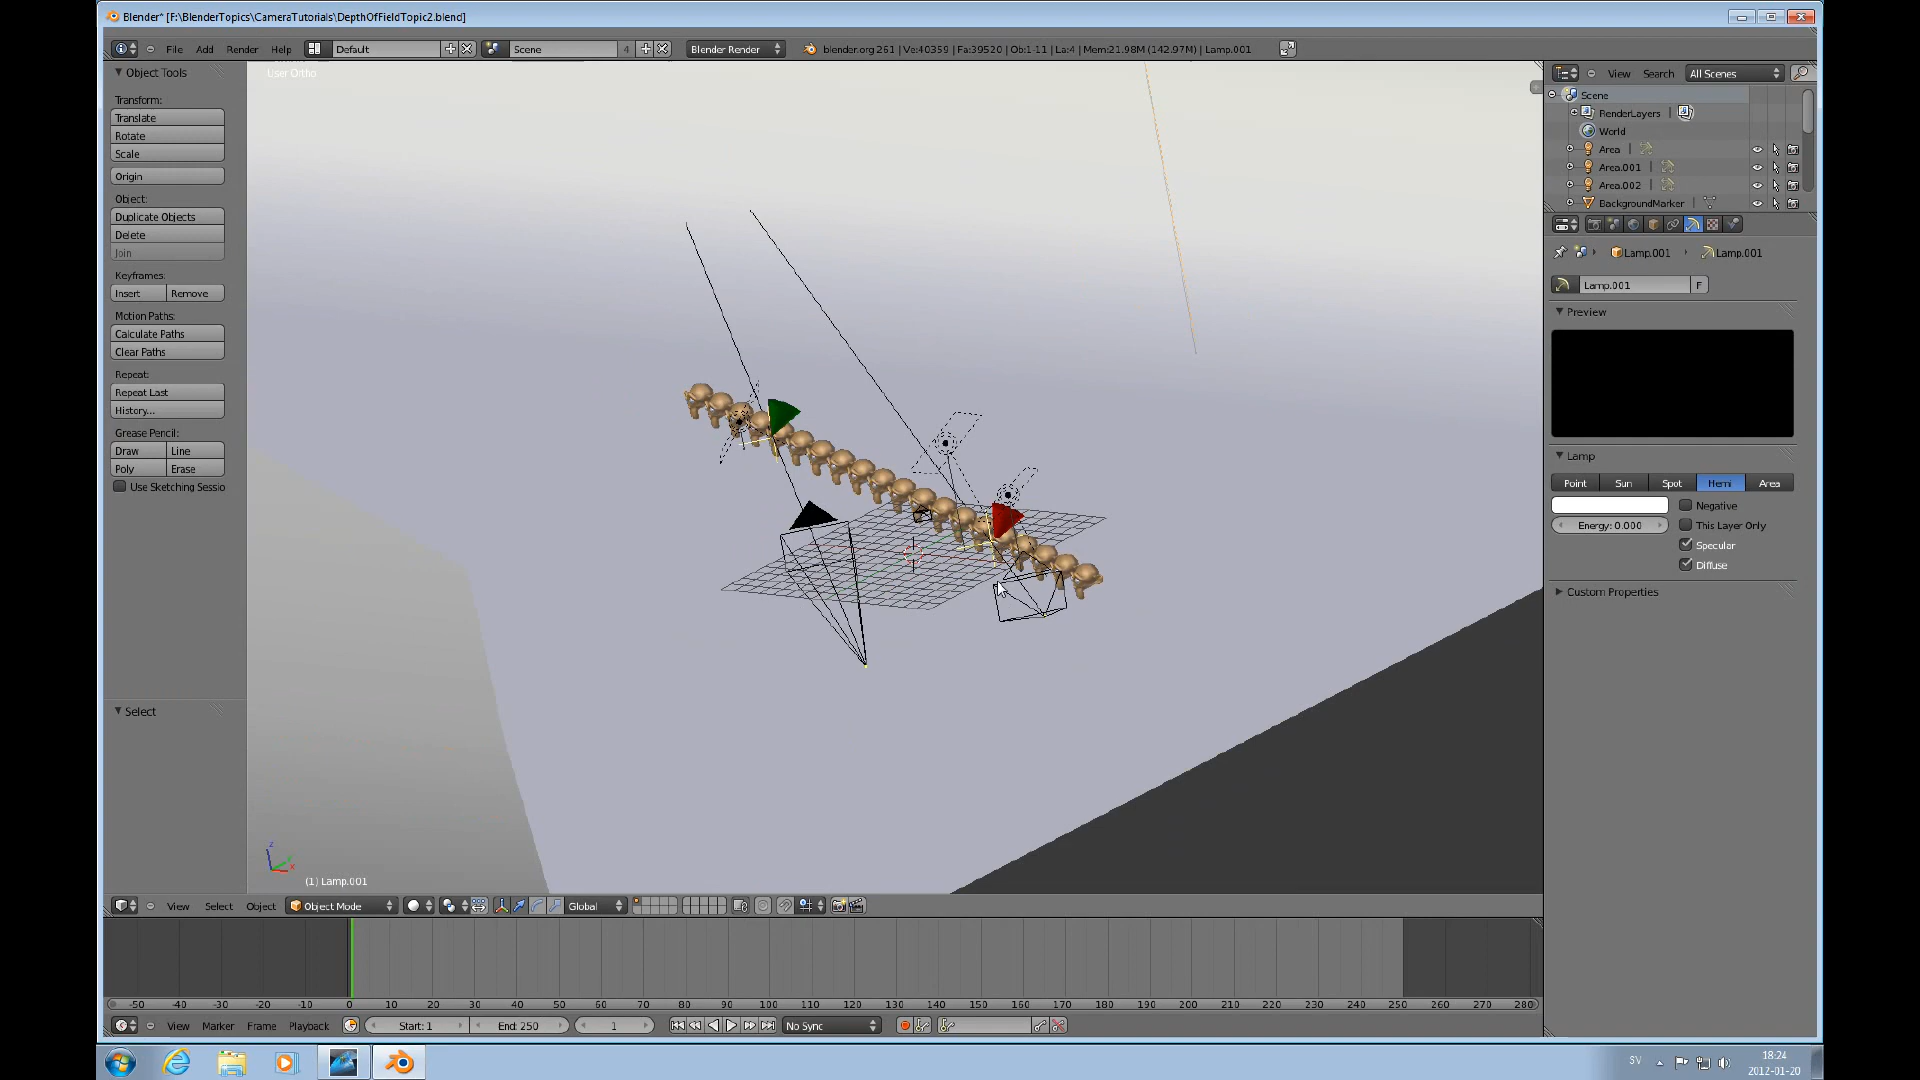 Blender* [F:\BlenderTopics\CameraTutorials\DepthOfFieldTopic2.blend]
File Add Render Help Default Scene 4 Blender Render blender.org 261 | Ve:40359 | Fa:39520 | Ob:1-11 | La:4 | Mem:21.98M (142.97M) | Lamp.001
Object Tools
Transform:
Translate
Rotate
Scale
Origin
Object:
Duplicate Objects
Delete
Join
Keyframes:
Insert Remove
Motion Paths:
Calculate Paths
Clear Paths
Repeat:
Repeat Last
History...
Grease Pencil:
Draw Line
Poly Erase
Use Sketching Sessio
Select
User Ortho
z
(1) Lamp.001
View Select Object Object Mode Global
View Search All Scenes
Scene
RenderLayers
World
Area
Area.001
Area.002
BackgroundMarker
Lamp.001 Lamp.001
Lamp.001 F
Preview
Lamp
Point Sun Spot Hemi Area
Negative
Energy: 0.000 This Layer Only
Specular
Diffuse
Custom Properties
-50 -40 -30 -20 -10 0 10 20 30 40 50 60 70 80 90 100 110 120 130 140 150 160 170 180 190 200 210 220 230 240 250 260 270 280
View Marker Frame Playback Start: 1 End: 250 1 No Sync
SV 18:24
2012-01-20